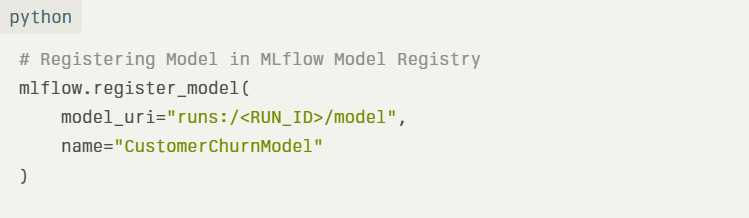 python
# Registering Model in MLflow Model Registry
mlflow.register_model(
    model_uri="runs:/<RUN_ID>/model",
    name="CustomerChurnModel"
)